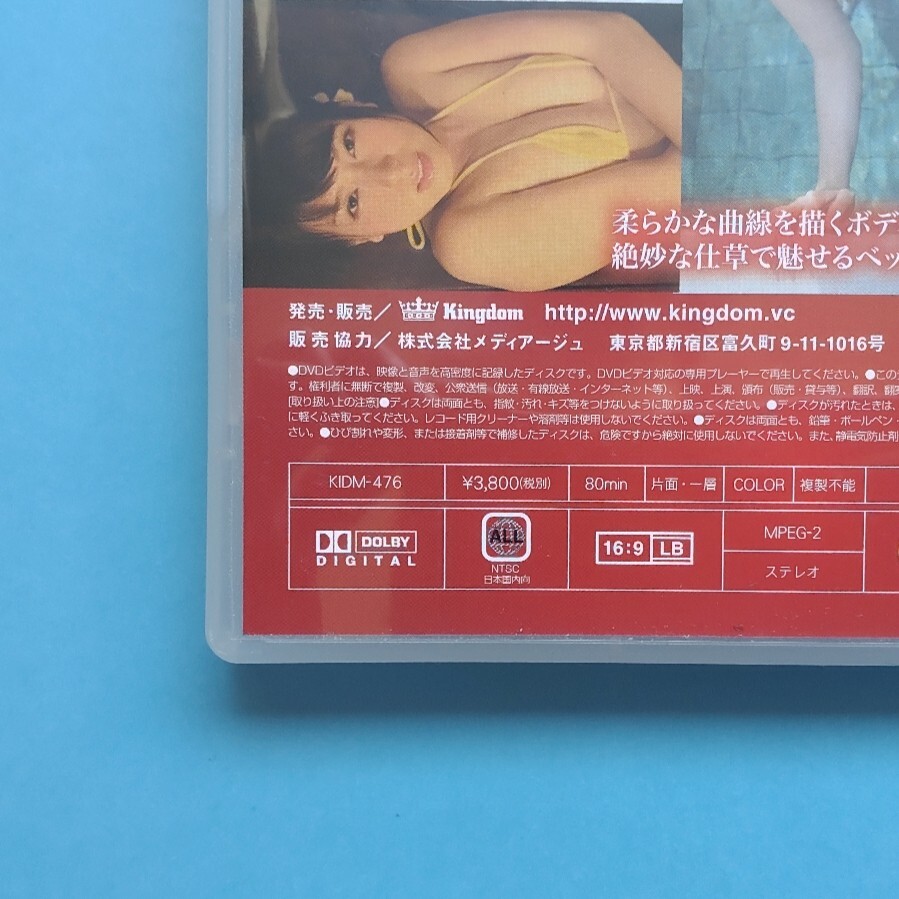 柔らかな曲線を描くボデ
絶妙な仕草で魅せるベッ
発売・販売／ Kingdom http://www.kingdom.vc
販売協力／ 株式会社メディアージュ 東京都新宿区富久町9-11-1016号
●DVDビデオは、映像と音声を高密度に記録したディスクです。DVDビデオ対応の専用プレーヤーで再生してください。●この
す。権利者に無断で複製、改変、公衆送信（放送・有線放送・インターネット等）、上映、上演、頒布（販売・貸与等）、翻訳、翻
[取り扱い上の注意]●ディスクは両面とも、指紋・汚れ・キズ等をつけないように取り扱ってください。●ディスクが汚れたときは、
に軽くふき取ってください。レコード用クリーナーや溶剤等は使用しないでください。●ディスクは両面とも、鉛筆・ボールペン・
さい。●ひび割れや変形、または接着剤等で補修したディスクは、危険ですから絶対に使用しないでください。また、静電気防止剤
KIDM-476 ¥3,800(税別) 80min 片面・一層 COLOR 複製不能
DOLBY
DIGITAL
ALL
NTSC
日本国内向
16:9 LB
MPEG-2
ステレオ